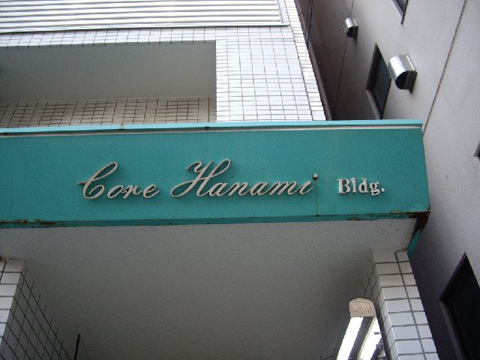 Core Hanami Bldg.